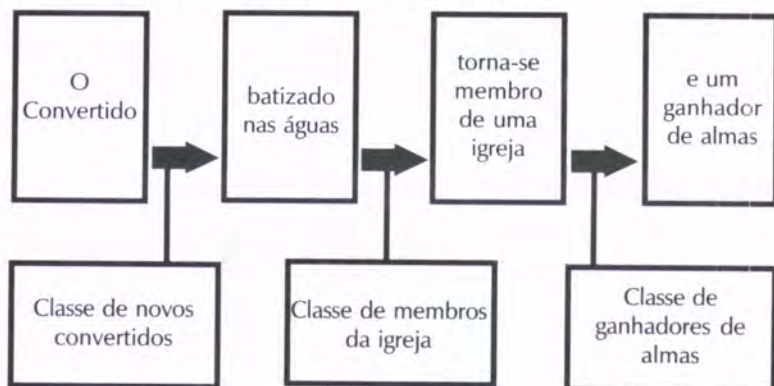 O
Convertido
batizado
nas águas
torna-se
membro
de uma
igreja
e um
ganhador
de almas
Classe de novos
convertidos
Classe de membros
da igreja
Classe de
ganhadores de
almas